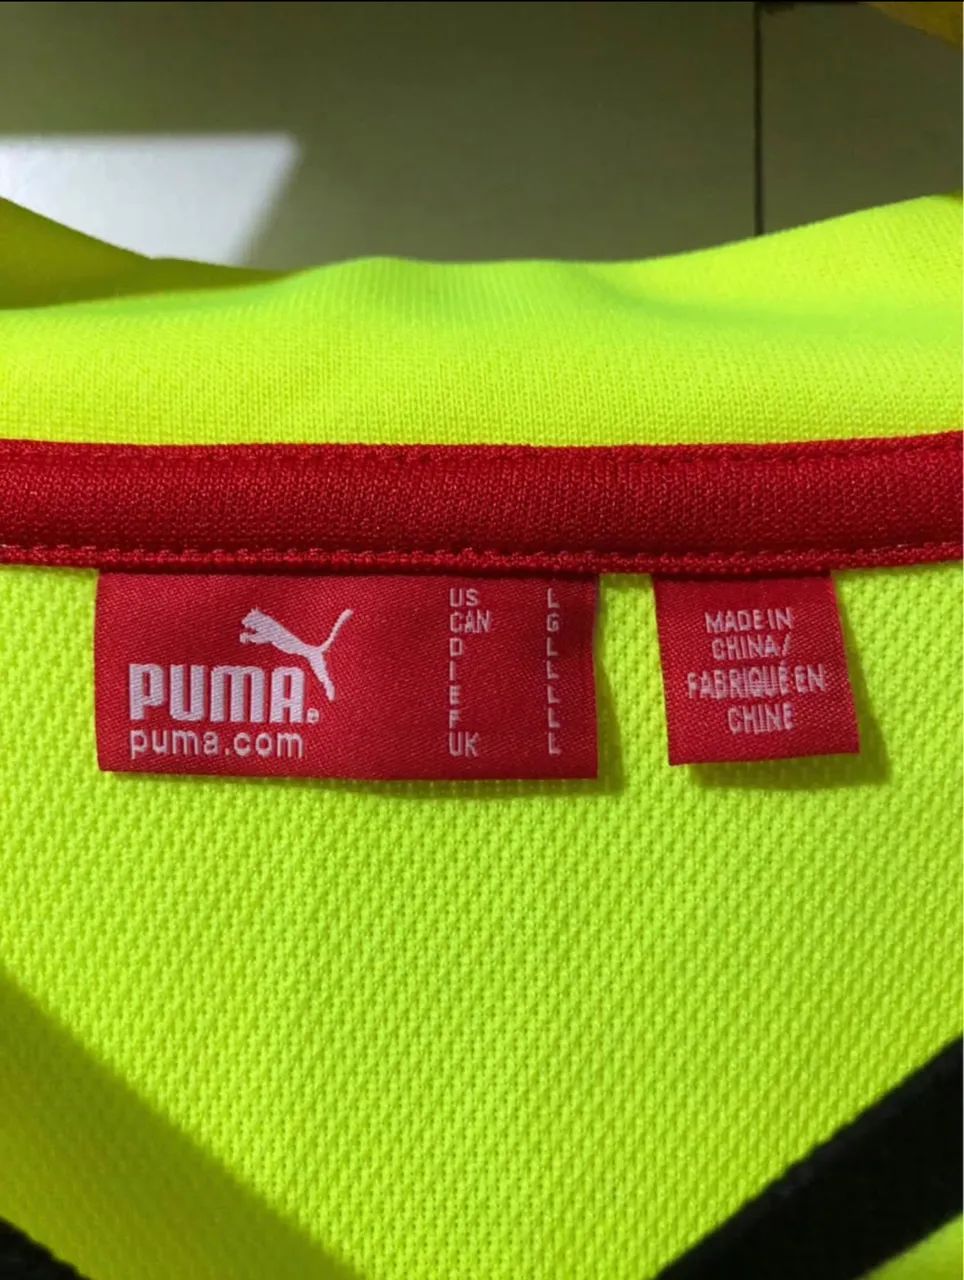 PUMA®
puma.com
US L
CAN G
D L
I L
E L
F L
UK L
MADE IN
CHINA/
FABRIQUÉ EN
CHINE